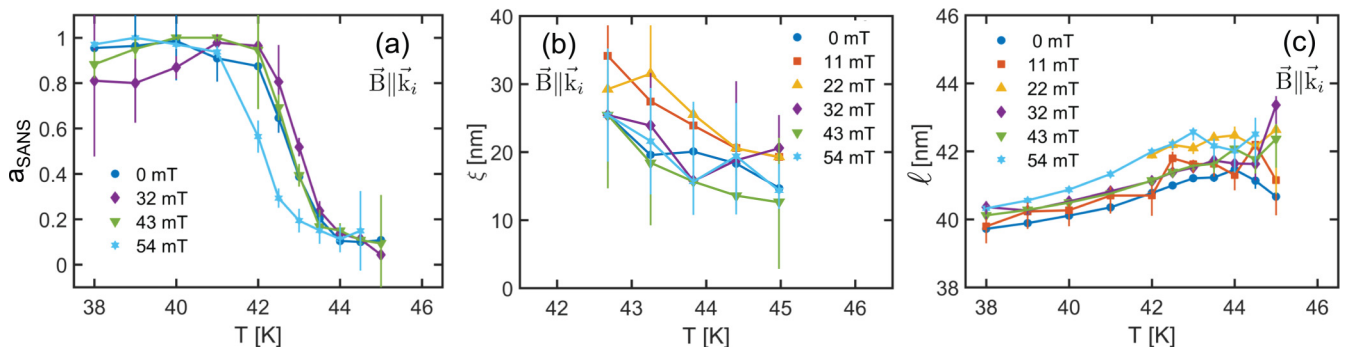 (a)
B⃗||k⃗ᵢ
a_SANS
1
0.8
0.6
0.4
0.2
0
0 mT
32 mT
43 mT
54 mT
38
40
42
44
46
T [K]
(b)
B⃗||k⃗ᵢ
ξ [nm]
40
30
20
10
0
0 mT
11 mT
22 mT
32 mT
43 mT
54 mT
42
43
44
45
46
T [K]
(c)
B⃗||k⃗ᵢ
ℓ [nm]
46
44
42
40
38
0 mT
11 mT
22 mT
32 mT
43 mT
54 mT
38
40
42
44
46
T [K]